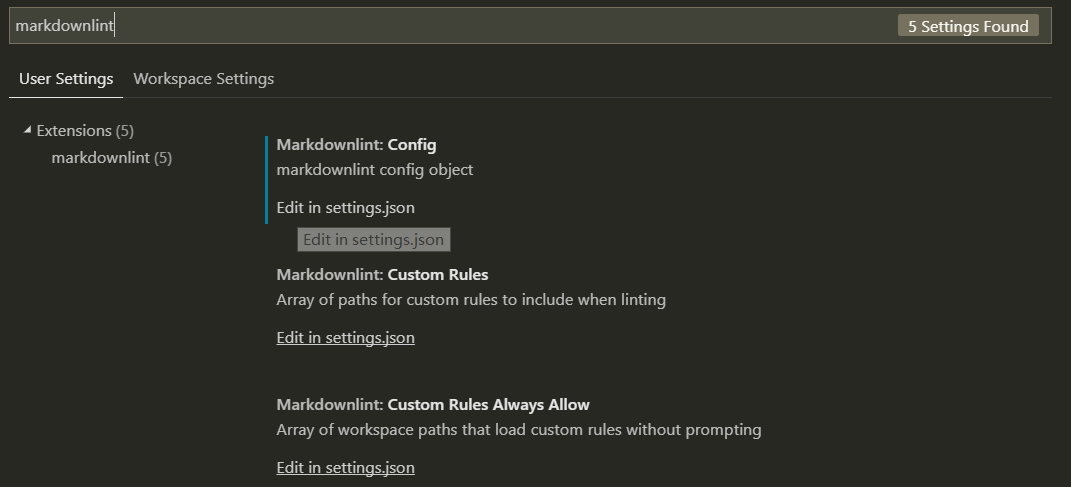 markdownlint
5 Settings Found
User Settings
Workspace Settings
Extensions (5)
markdownlint (5)
Markdownlint: Config
markdownlint config object
Edit in settings.json
Edit in settings.json
Markdownlint: Custom Rules
Array of paths for custom rules to include when linting
Edit in settings.json
Markdownlint: Custom Rules Always Allow
Array of workspace paths that load custom rules without prompting
Edit in settings.json